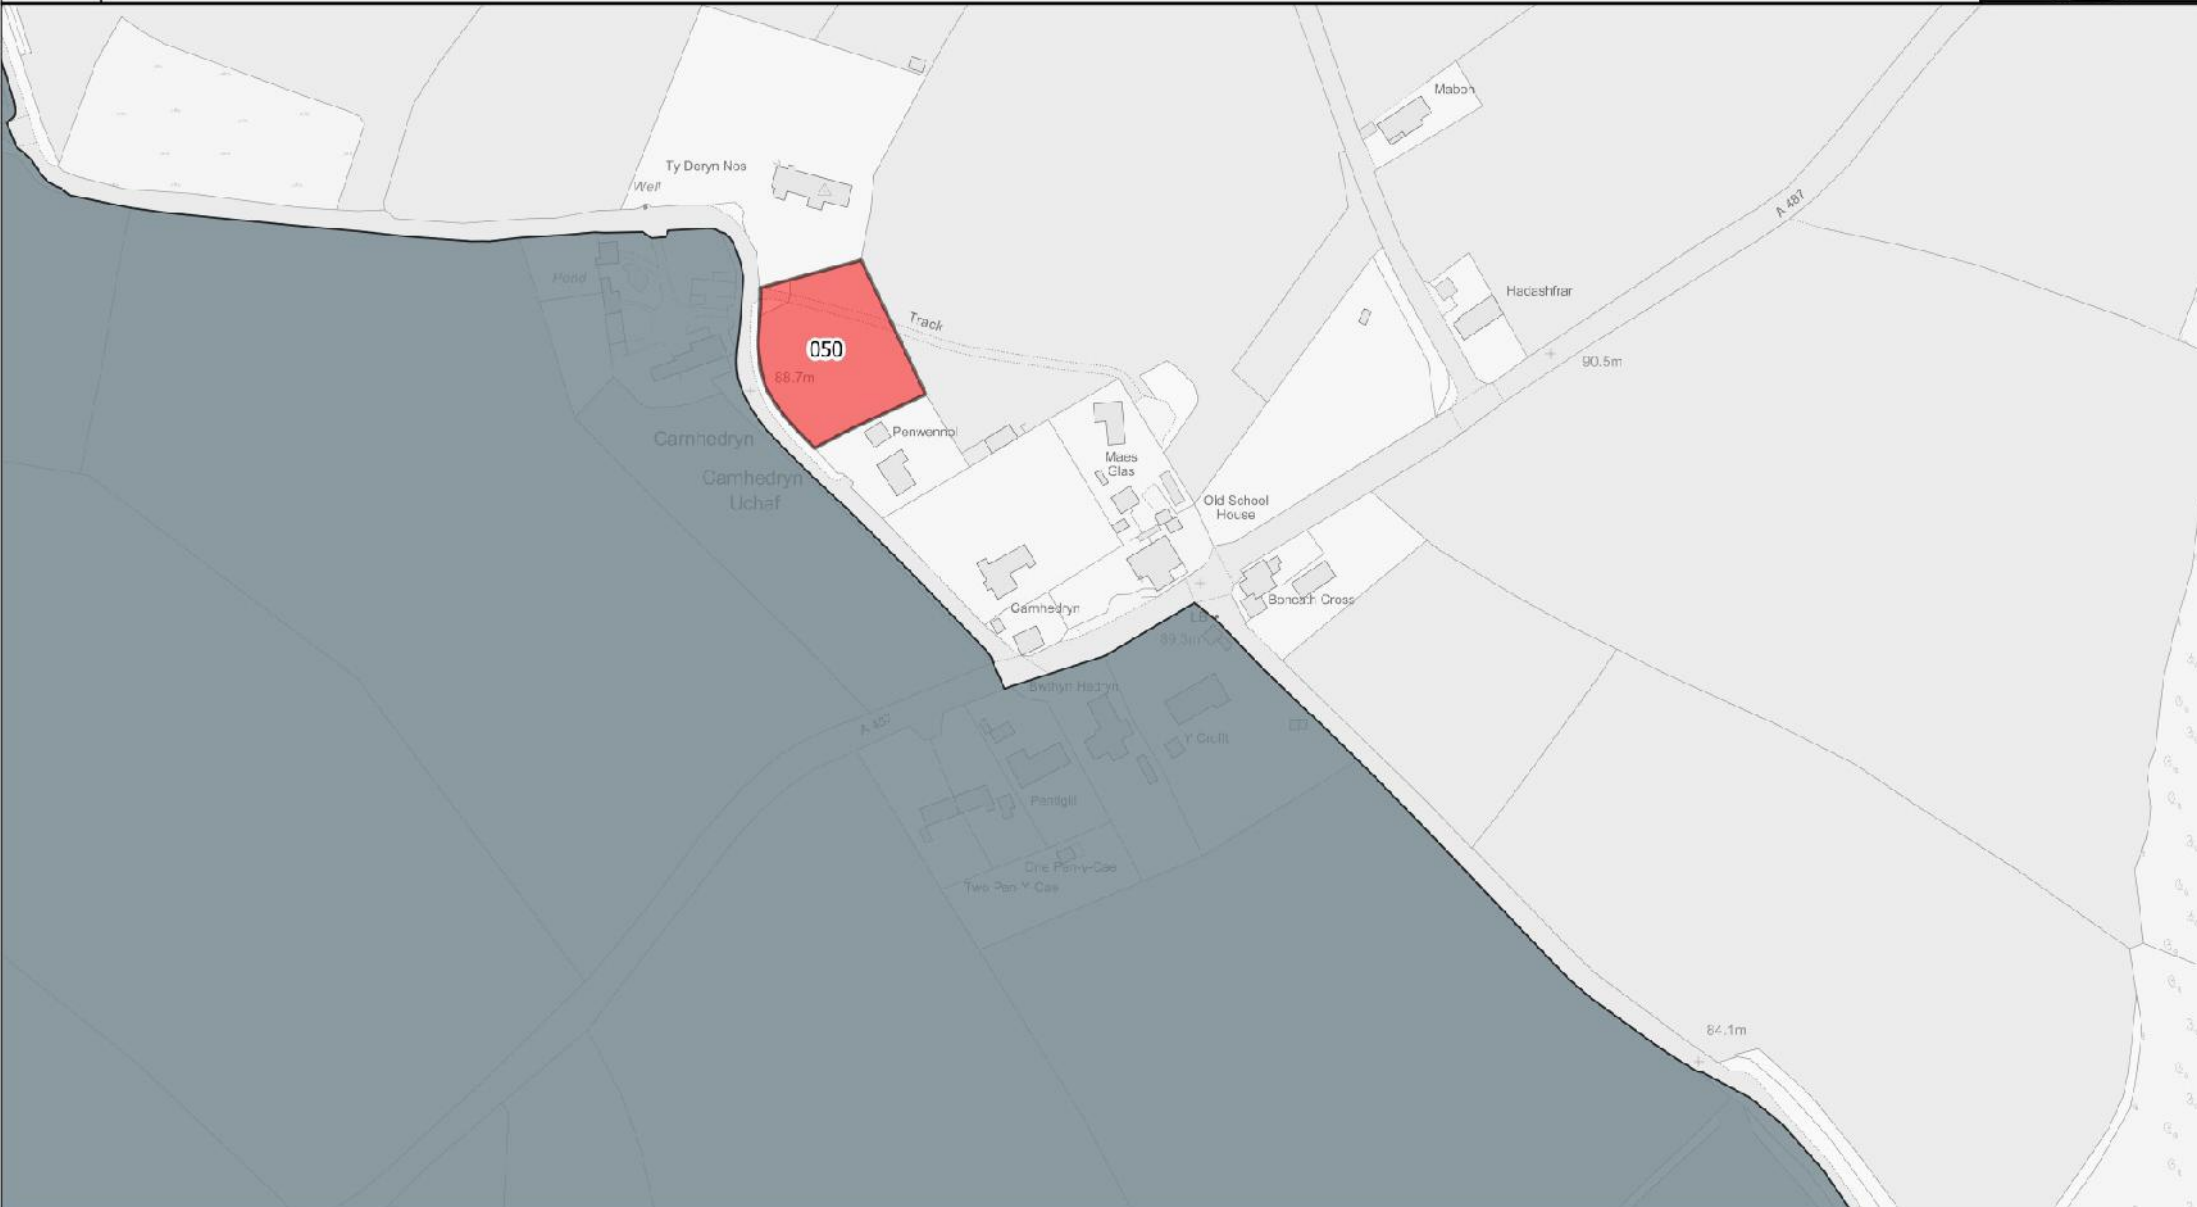 Mabon
Ty Deryn Nos
Well
A 487
Pond
Hadashfrar
Track
050
90.5m
88.7m
Penwennol
Carnhedryn
Maes
Glas
Carnhedryn
Uchaf
Old School
House
Boncath Cross
Carnhedryn
LB
89.3m
Bwthyn Hedryn
A 487
Y Crofft
One Pen-y-Cae
Two Pen-Y-Cae
84.1m